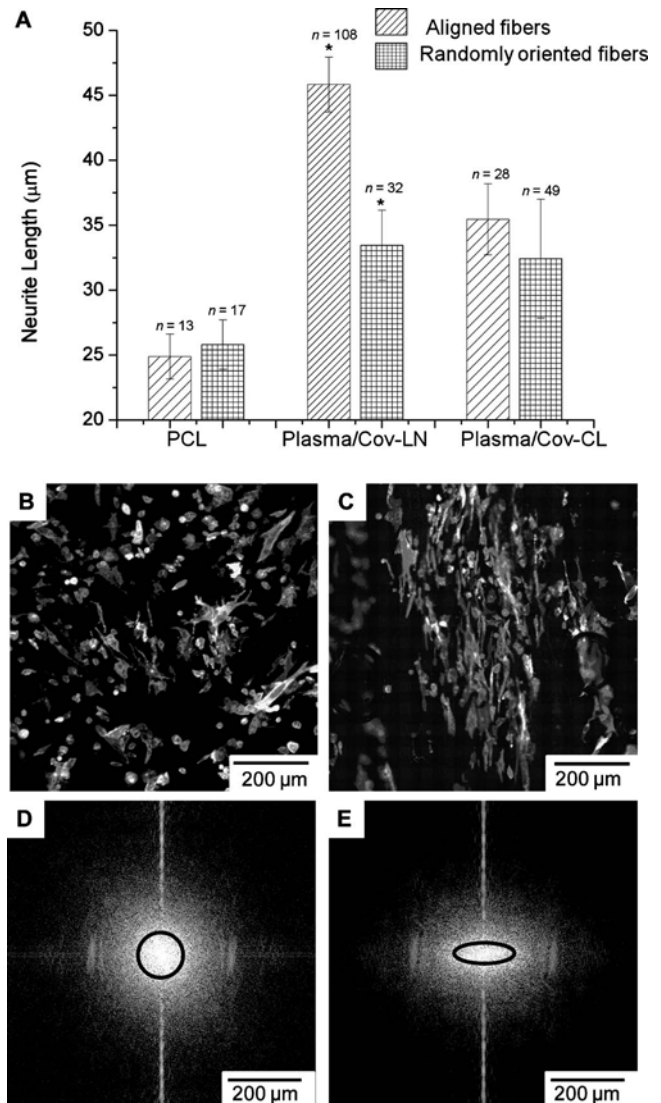 A
50
45
40
35
30
25
20
Neurite Length (μm)
Aligned fibers
Randomly oriented fibers
n = 13
n = 17
n = 108
*
n = 32
*
n = 28
n = 49
PCL
Plasma/Cov-LN
Plasma/Cov-CL
B
200 μm
C
200 μm
D
200 μm
E
200 μm